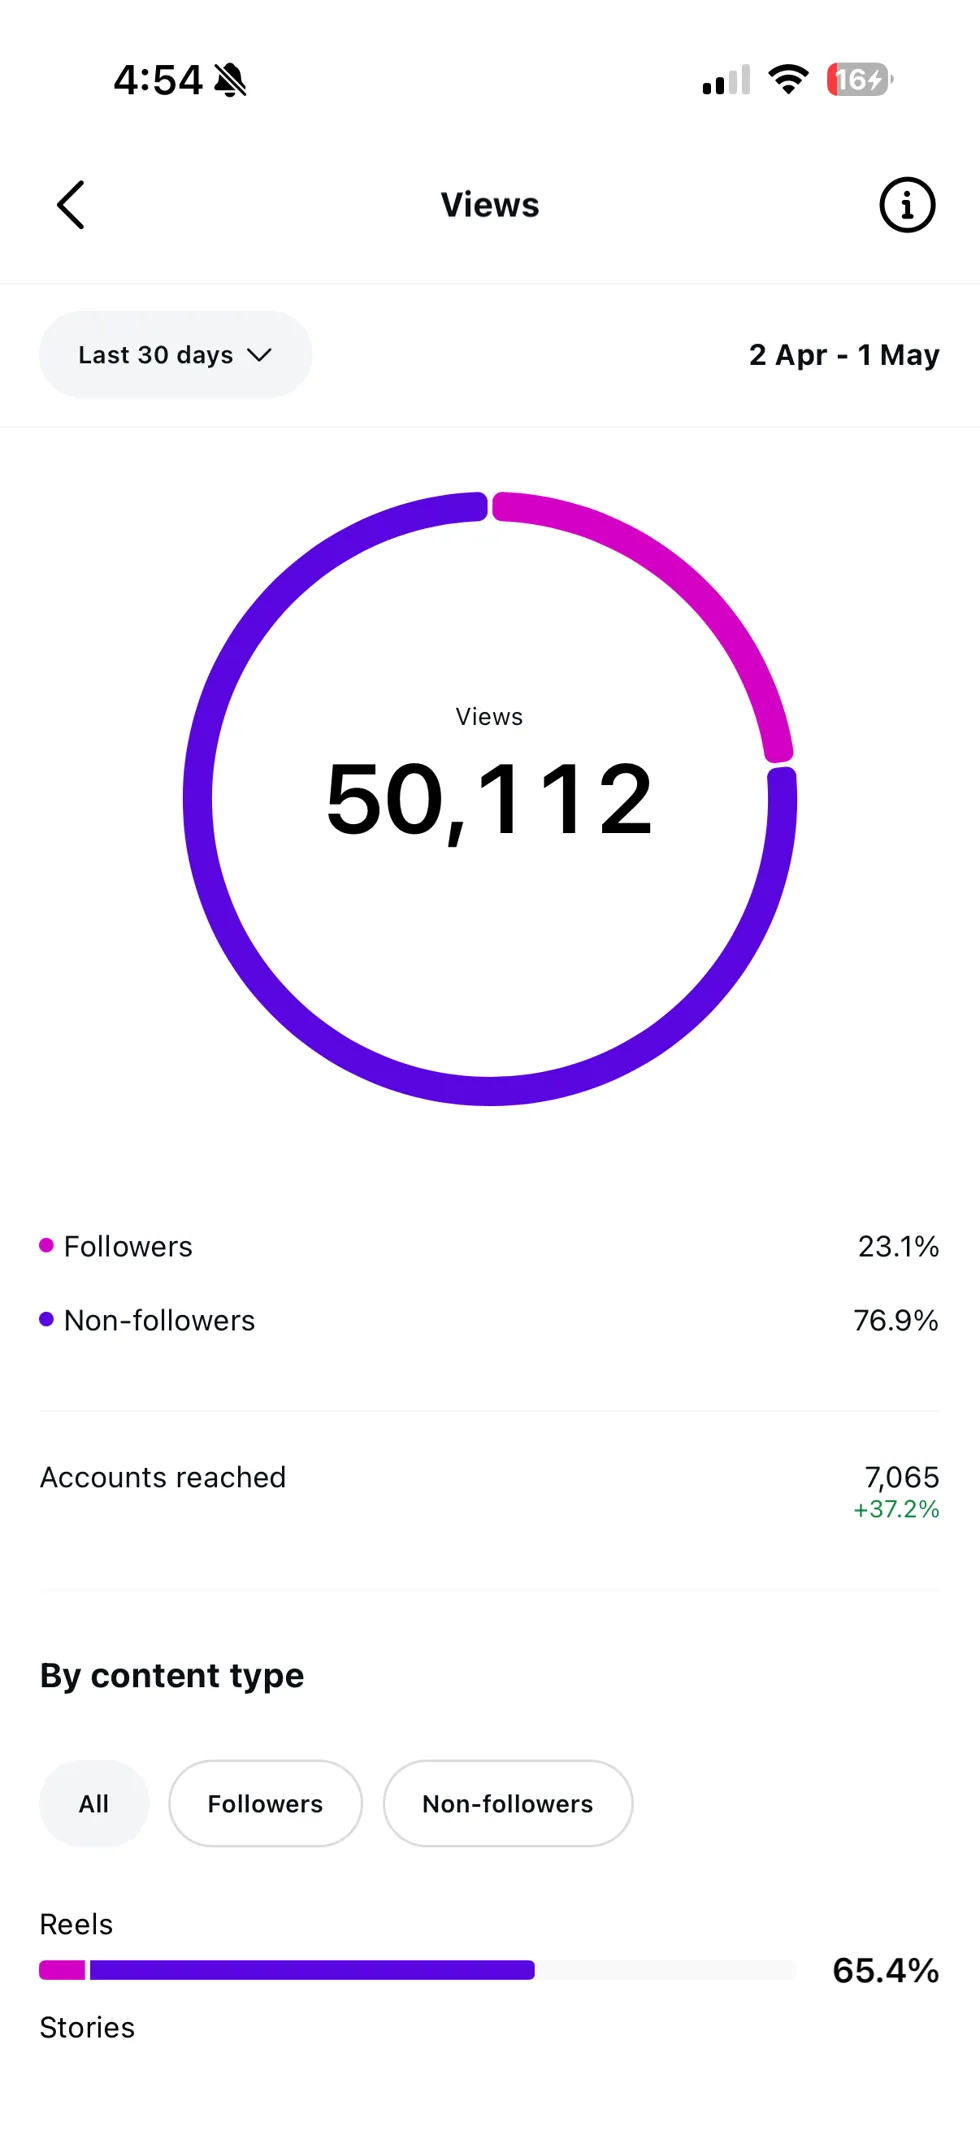 4:54
16
Views
Last 30 days
2 Apr - 1 May
Views
50,112
Followers 23.1%
Non-followers 76.9%
Accounts reached 7,065
+37.2%
By content type
All Followers Non-followers
Reels
65.4%
Stories